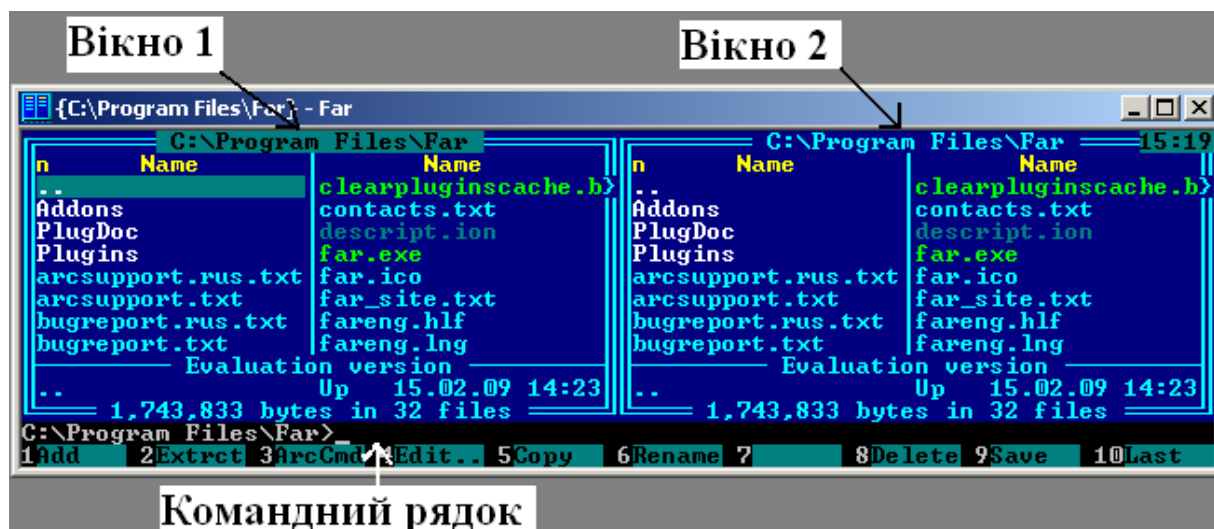 Вікно 1 Вікно 2
{C:\Program Files\Far} - Far
C:\Program Files\Far C:\Program Files\Far 15:19
n Name Name n Name Name
.. clearpluginscache.b} .. clearpluginscache.b}
Addons contacts.txt Addons contacts.txt
PlugDoc descript.ion PlugDoc descript.ion
Plugins far.exe Plugins far.exe
arcsupport.rus.txt far.ico arcsupport.rus.txt far.ico
arcsupport.txt far_site.txt arcsupport.txt far_site.txt
bugreport.rus.txt fareng.hlf bugreport.rus.txt fareng.hlf
bugreport.txt fareng.lng bugreport.txt fareng.lng
Evaluation version Evaluation version
.. Up 15.02.09 14:23 .. Up 15.02.09 14:23
1,743,833 bytes in 32 files 1,743,833 bytes in 32 files
C:\Program Files\Far>_
1Add 2Extrct 3ArcCmd 4Edit.. 5Copy 6Rename 7 8Delete 9Save 10Last
Командний рядок